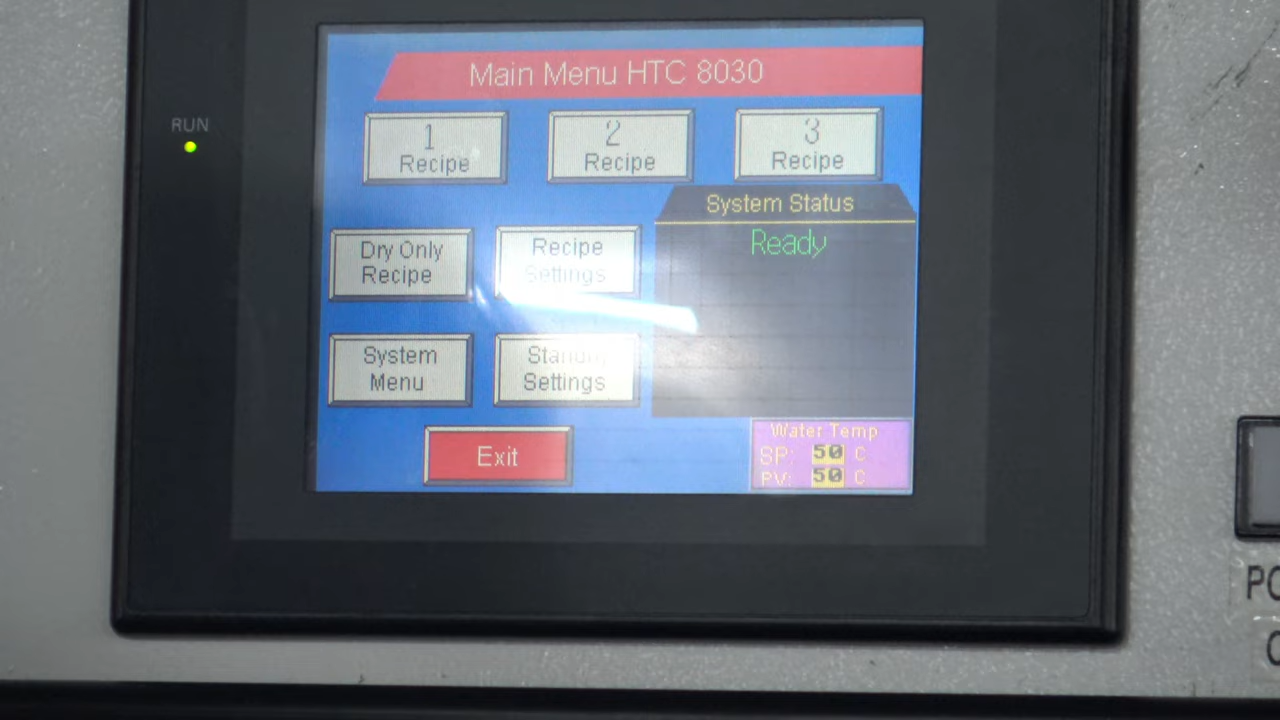 Main Menu HTC 8030
RUN
1
Recipe
2
Recipe
3
Recipe
System Status
Ready
Dry Only
Recipe
Recipe
Settings
System
Menu
Settings
Exit
Water Temp
SP: 50 C
PV: 50 C